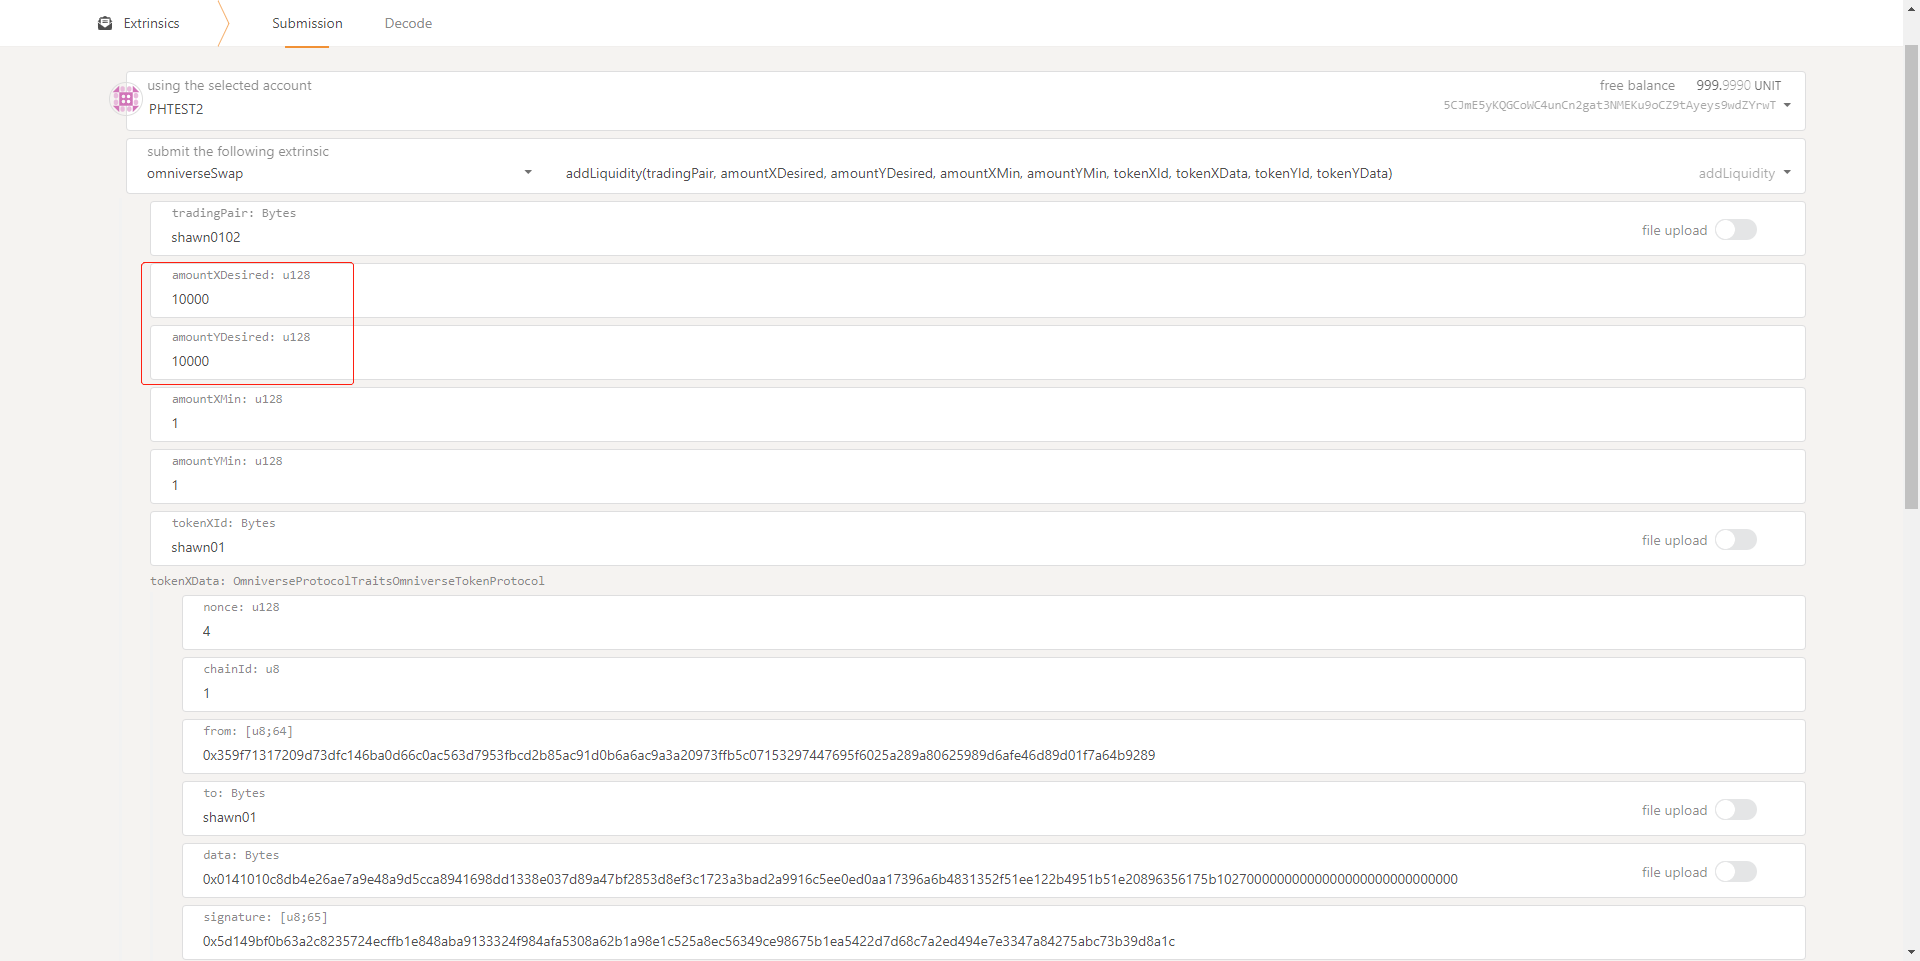 Extrinsics Submission Decode
using the selected account free balance 999.9990 UNIT
PHTEST2 5CJmE5yKQGCoWC4unCn2gat3NMEKu9oCZ9tAyeys9wdZYrwT
submit the following extrinsic
omniverseSwap addLiquidity(tradingPair, amountXDesired, amountYDesired, amountXMin, amountYMin, tokenXId, tokenXData, tokenYId, tokenYData) addLiquidity
tradingPair: Bytes
shawn0102 file upload
amountXDesired: u128
10000
amountYDesired: u128
10000
amountXMin: u128
1
amountYMin: u128
1
tokenXId: Bytes
shawn01 file upload
tokenXData: OmniverseProtocolTraitsOmniverseTokenProtocol
nonce: u128
4
chainId: u8
1
from: [u8;64]
0x359f71317209d73dfc146ba0d66c0ac563d7953fbcd2b85ac91d0b6a6ac9a3a20973ffb5c07153297447695f6025a289a80625989d6afe46d89d01f7a64b9289
to: Bytes
shawn01 file upload
data: Bytes
0x0141010c8db4e26ae7a9e48a9d5cca8941698dd1338e037d89a47bf2853d8ef3c1723a3bad2a9916c5ee0ed0aa17396a6b4831352f51ee122b4951b51e20896356175b10270000000000000000000000000000 file upload
signature: [u8;65]
0x5d149bf0b63a2c8235724ecffb1e848aba9133324f984afa5308a62b1a98e1c525a8ec56349ce98675b1ea5422d7d68c7a2ed494e7e3347a84275abc73b39d8a1c